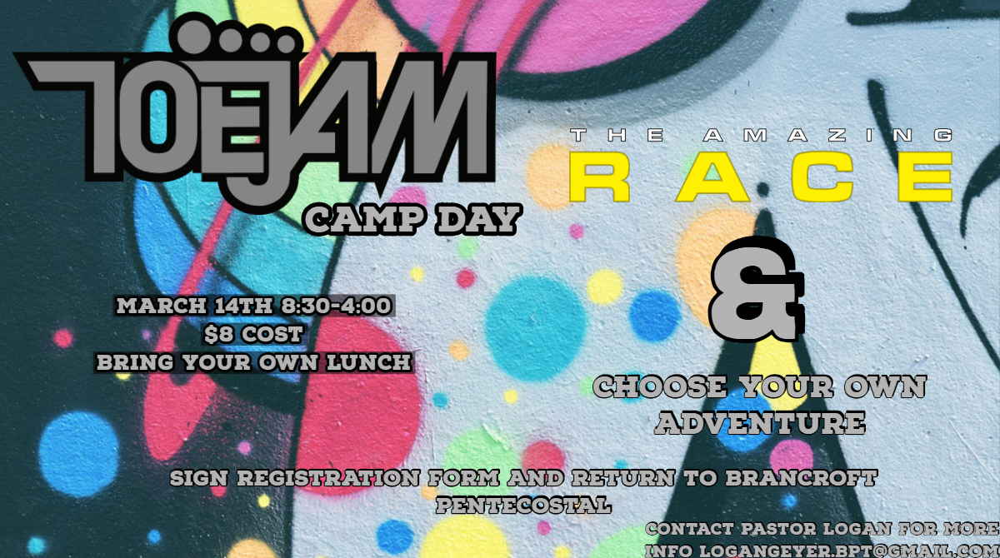 TOEJAM
CAMP DAY
THE AMAZING
RACE
&
MARCH 14TH 8:30-4:00
$8 COST
BRING YOUR OWN LUNCH
CHOOSE YOUR OWN
ADVENTURE
SIGN REGISTRATION FORM AND RETURN TO BRANCROFT
PENTECOSTAL
CONTACT PASTOR LOGAN FOR MORE
INFO LOGANGEYER.BPT@GMAIL.COM